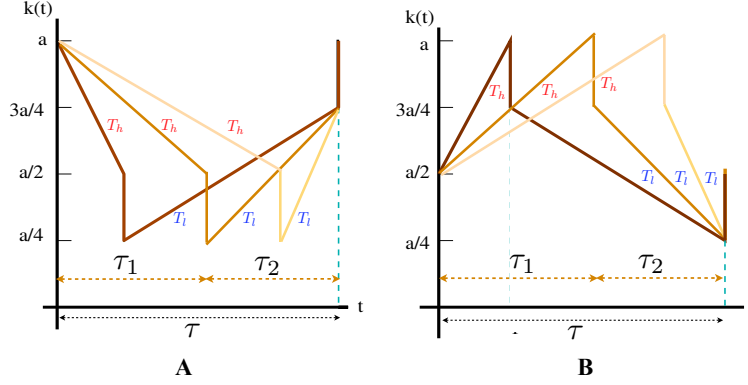 k(t)
a
3a/4
a/2
a/4
T_h
T_h
T_h
T_l
T_l
T_l
τ_1
τ_2
t
τ
A
k(t)
a
3a/4
a/2
a/4
T_h
T_h
T_h
T_l
T_l
T_l
τ_1
τ_2
τ
B